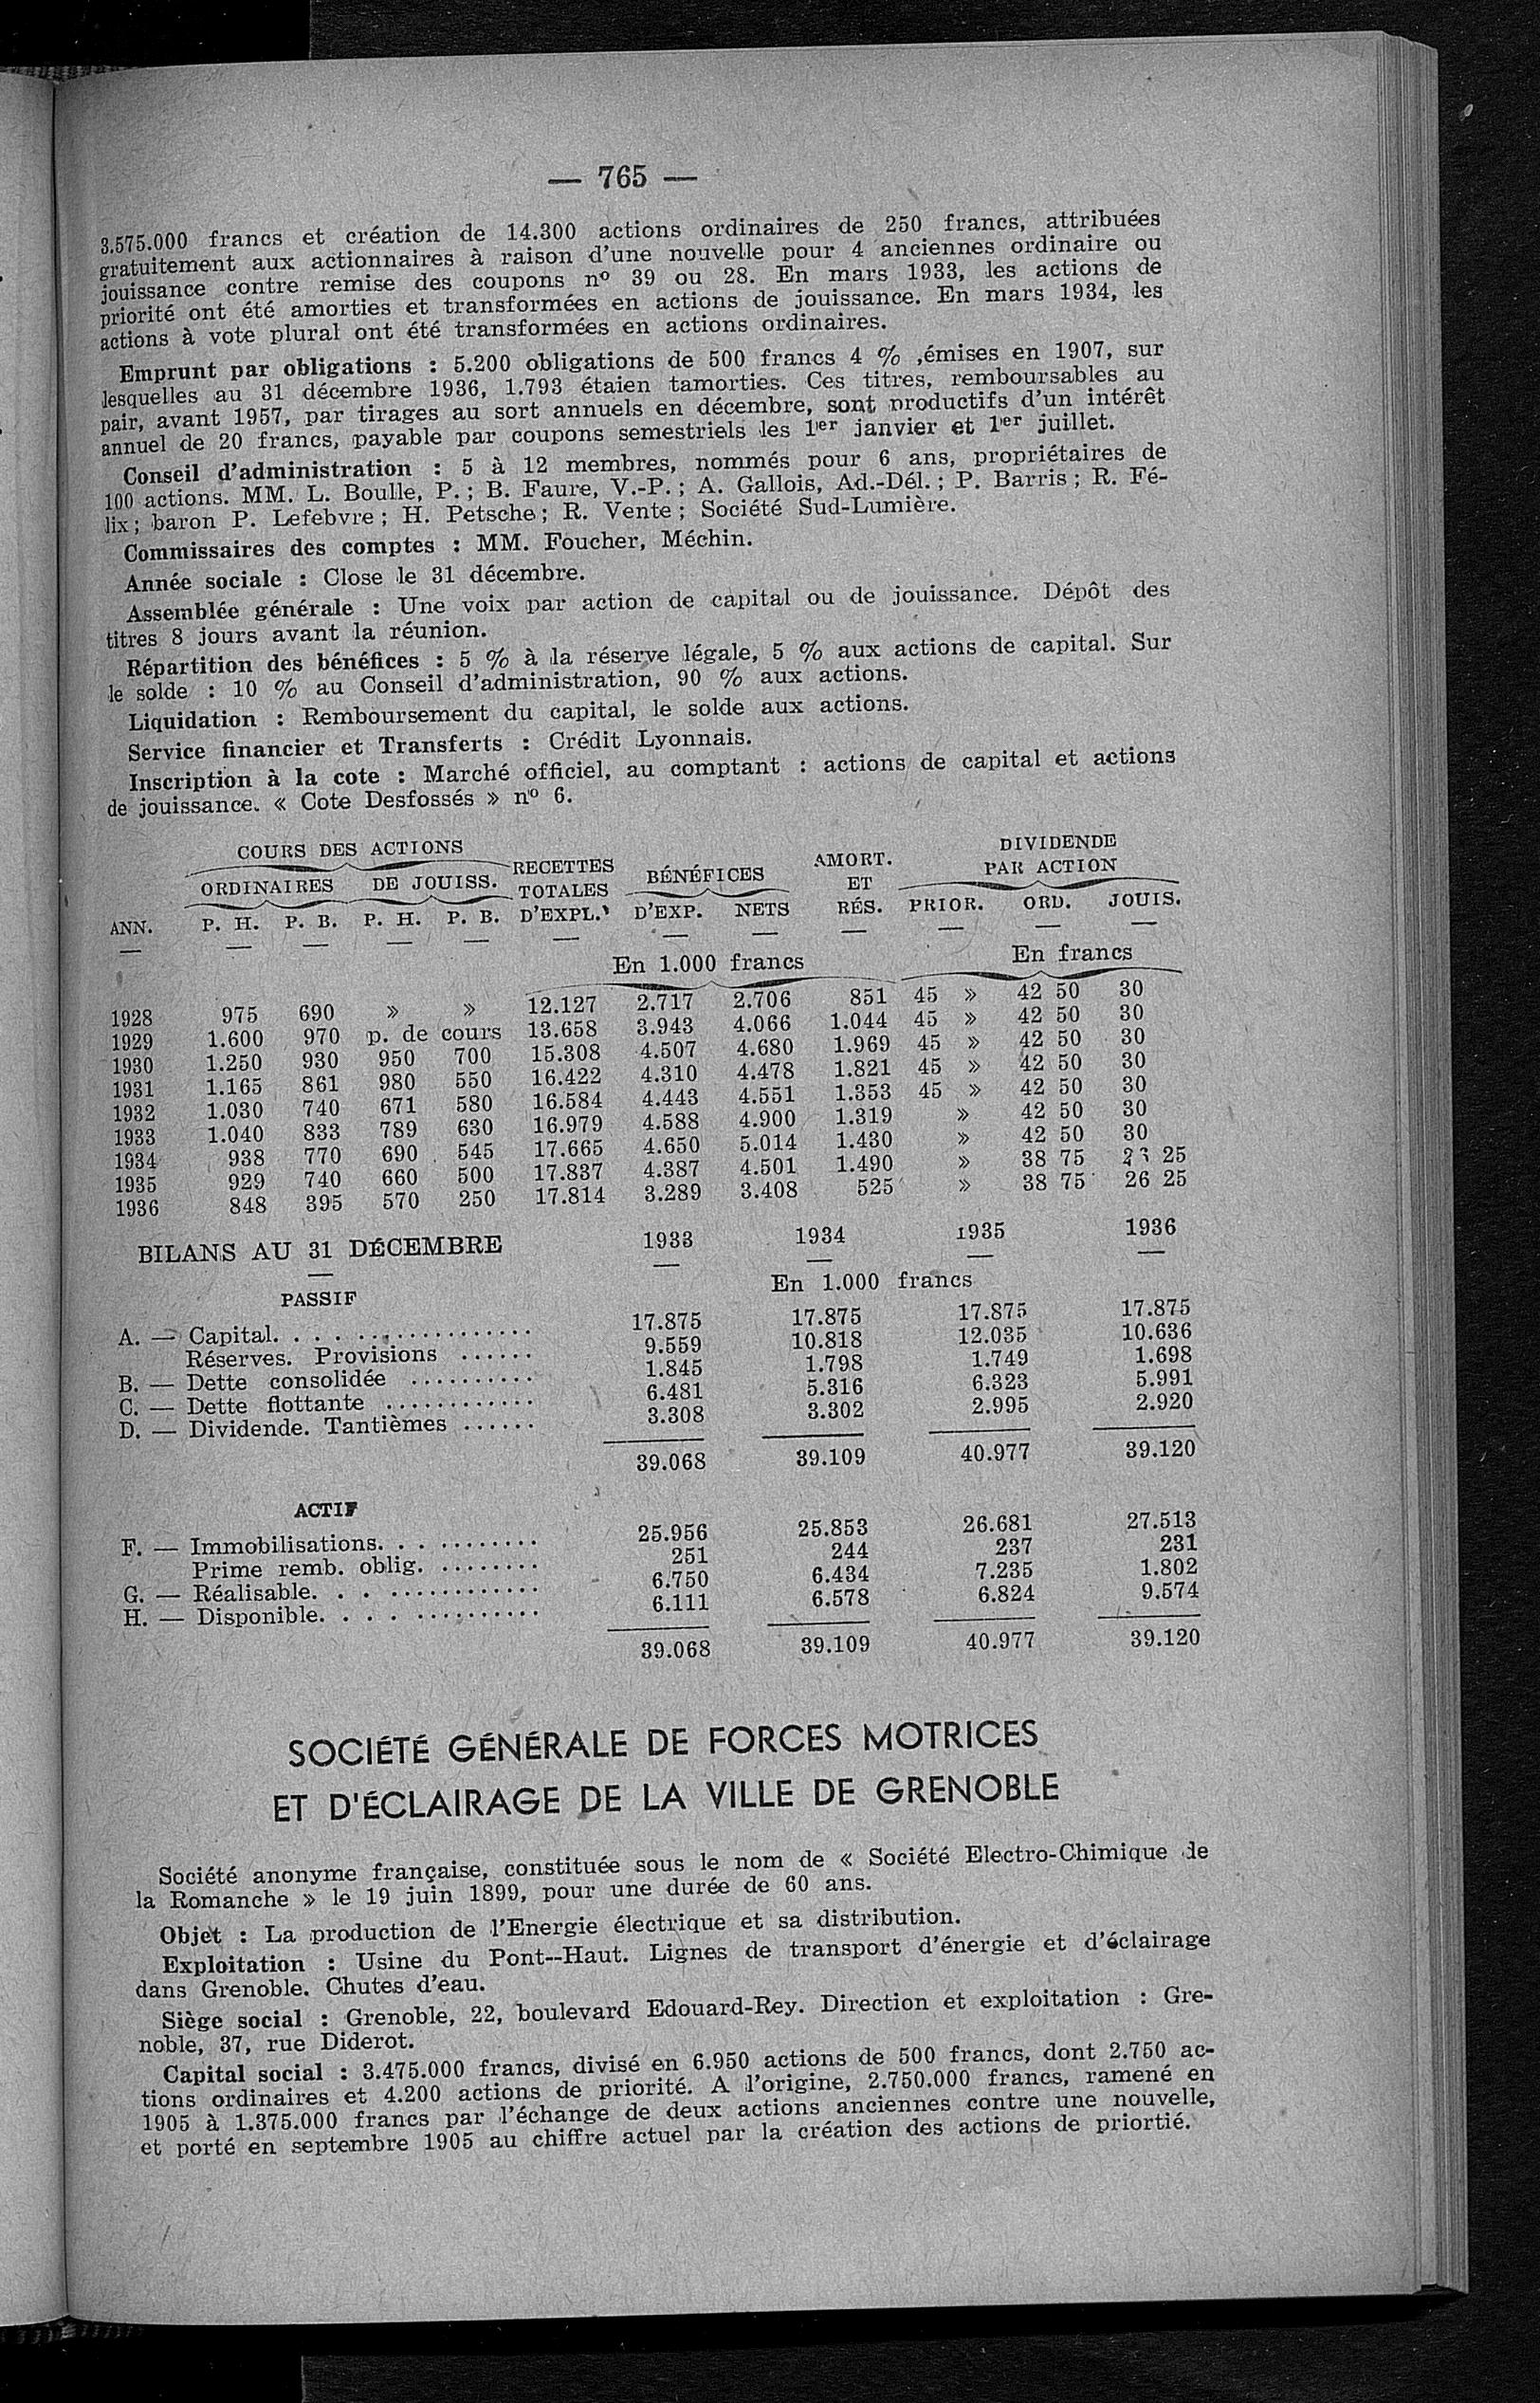 — 765 —
3.575.000 francs et création de 14.300 actions ordinaires de 250 francs, attribuées
gratuitement aux actionnaires à raison d'une nouvelle pour 4 anciennes ordinaire ou
jouissance contre remise des coupons nº 39 ou 28. En mars 1933, les actions de
priorité ont été amorties et transformées en actions de jouissance. En mars 1934, les
actions à vote plural ont été transformées en actions ordinaires.
Emprunt par obligations : 5.200 obligations de 500 francs 4 % ,émises en 1907, sur
lesquelles au 31 décembre 1936, 1.793 étaien tamorties. Ces titres, remboursables au
pair, avant 1957, par tirages au sort annuels en décembre, sont productifs d'un intérêt
annuel de 20 francs, payable par coupons semestriels les 1er janvier et 1er juillet.
Conseil d'administration : 5 à 12 membres, nommés pour 6 ans, propriétaires de
100 actions. MM. L. Boulle, P. ; B. Faure, V.-P. ; A. Gallois, Ad.-Dél. ; P. Barris ; R. Fé-
lix ; baron P. Lefebvre ; H. Petsche ; R. Vente ; Société Sud-Lumière.
Commissaires des comptes : MM. Foucher, Méchin.
Année sociale : Close le 31 décembre.
Assemblée générale : Une voix par action de capital ou de jouissance. Dépôt des
titres 8 jours avant la réunion.
Répartition des bénéfices : 5 % à la réserve légale, 5 % aux actions de capital. Sur
le solde : 10 % au Conseil d'administration, 90 % aux actions.
Liquidation : Remboursement du capital, le solde aux actions.
Service financier et Transferts : Crédit Lyonnais.
Inscription à la cote : Marché officiel, au comptant : actions de capital et actions
de jouissance. « Cote Desfossés » nº 6.
COURS DES ACTIONS RECETTES BÉNÉFICES AMORT. DIVIDENDE
ORDINAIRES DE JOUISS. TOTALES ET PAR ACTION
ANN. P. H. P. B. P. H. P. B. D'EXPL. D'EXP. NETS RÉS. PRIOR. ORD. JOUIS.
En 1.000 francs En francs
1928 975 690 » » 12.127 2.717 2.706 851 45 » 42 50 30
1929 1.600 970 p. de cours 13.658 3.943 4.066 1.044 45 » 42 50 30
1930 1.250 930 950 700 15.308 4.507 4.680 1.969 45 » 42 50 30
1931 1.165 861 980 550 16.422 4.310 4.478 1.821 45 » 42 50 30
1932 1.030 740 671 580 16.584 4.443 4.551 1.353 45 » 42 50 30
1933 1.040 833 789 630 16.979 4.588 4.900 1.319 » 42 50 30
1934 938 770 690 545 17.665 4.650 5.014 1.430 » 42 50 30
1935 929 740 660 500 17.837 4.387 4.501 1.490 » 38 75 25
1936 848 395 570 250 17.814 3.289 3.408 525 » 38 75 26 25
BILANS AU 31 DÉCEMBRE 1933 1934 1935 1936
En 1.000 francs
PASSIF
A. — Capital. . . . . . . . . . . . . . . . . . 17.875 17.875 17.875 17.875
Réserves. Provisions ...... 9.559 10.818 12.035 10.636
B. — Dette consolidée .......... 1.845 1.798 1.749 1.698
C. — Dette flottante ............ 6.481 5.316 6.323 5.991
D. — Dividende. Tantièmes ...... 3.308 3.302 2.995 2.920
39.068 39.109 40.977 39.120
ACTIF
F. — Immobilisations. . . .......... 25.956 25.853 26.681 27.513
Prime remb. oblig. ........ 251 244 237 231
G. — Réalisable. . . ............. 6.750 6.434 7.235 1.802
H. — Disponible. . . . ........... 6.111 6.578 6.824 9.574
39.068 39.109 40.977 39.120
SOCIÉTÉ GÉNÉRALE DE FORCES MOTRICES
ET D'ÉCLAIRAGE DE LA VILLE DE GRENOBLE
Société anonyme française, constituée sous le nom de « Société Electro-Chimique de
la Romanche » le 19 juin 1899, pour une durée de 60 ans.
Objet : La production de l'Energie électrique et sa distribution.
Exploitation : Usine du Pont--Haut. Lignes de transport d'énergie et d'éclairage
dans Grenoble. Chutes d'eau.
Siège social : Grenoble, 22, boulevard Edouard-Rey. Direction et exploitation : Gre-
noble, 37, rue Diderot.
Capital social : 3.475.000 francs, divisé en 6.950 actions de 500 francs, dont 2.750 ac-
tions ordinaires et 4.200 actions de priorité. A l'origine, 2.750.000 francs, ramené en
1905 à 1.375.000 francs par l'échange de deux actions anciennes contre une nouvelle,
et porté en septembre 1905 au chiffre actuel par la création des actions de priortié.